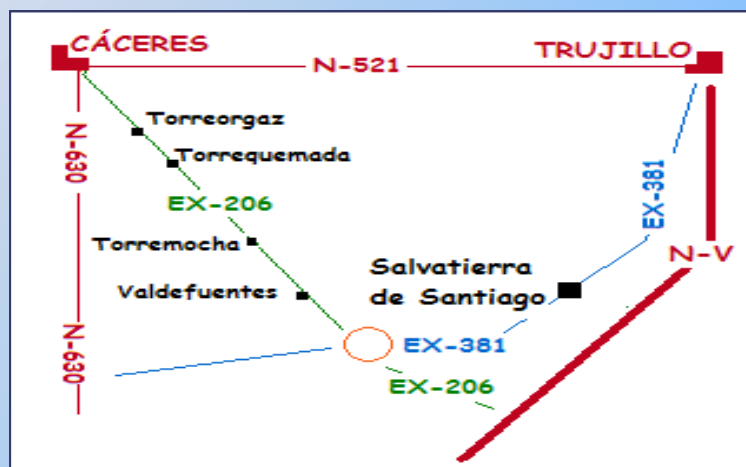 CÁCERES
TRUJILLO
N-521
N-630
Torreorgaz
Torrequemada
EX-206
EX-381
Torremocha
N-V
Salvatierra
de Santiago
Valdefuentes
N-630
EX-381
EX-206